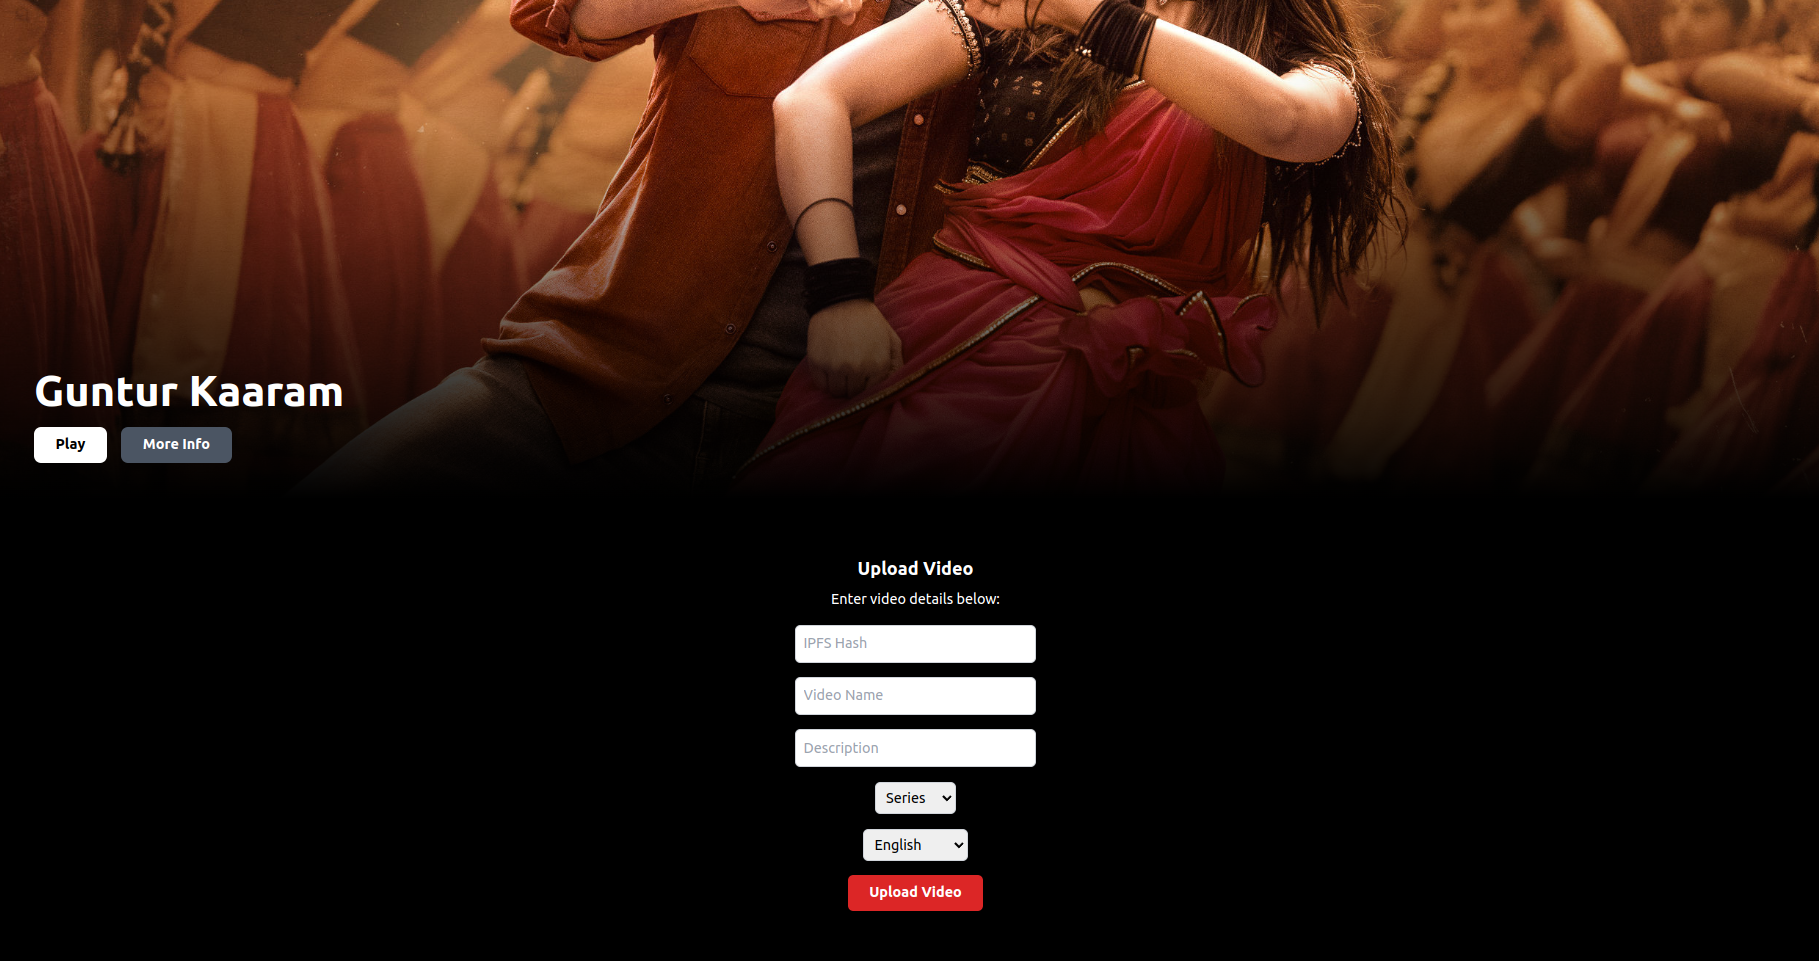 Guntur Kaaram
Play
More Info
Upload Video
Enter video details below:
IPFS Hash
Video Name
Description
Series
English
Upload Video